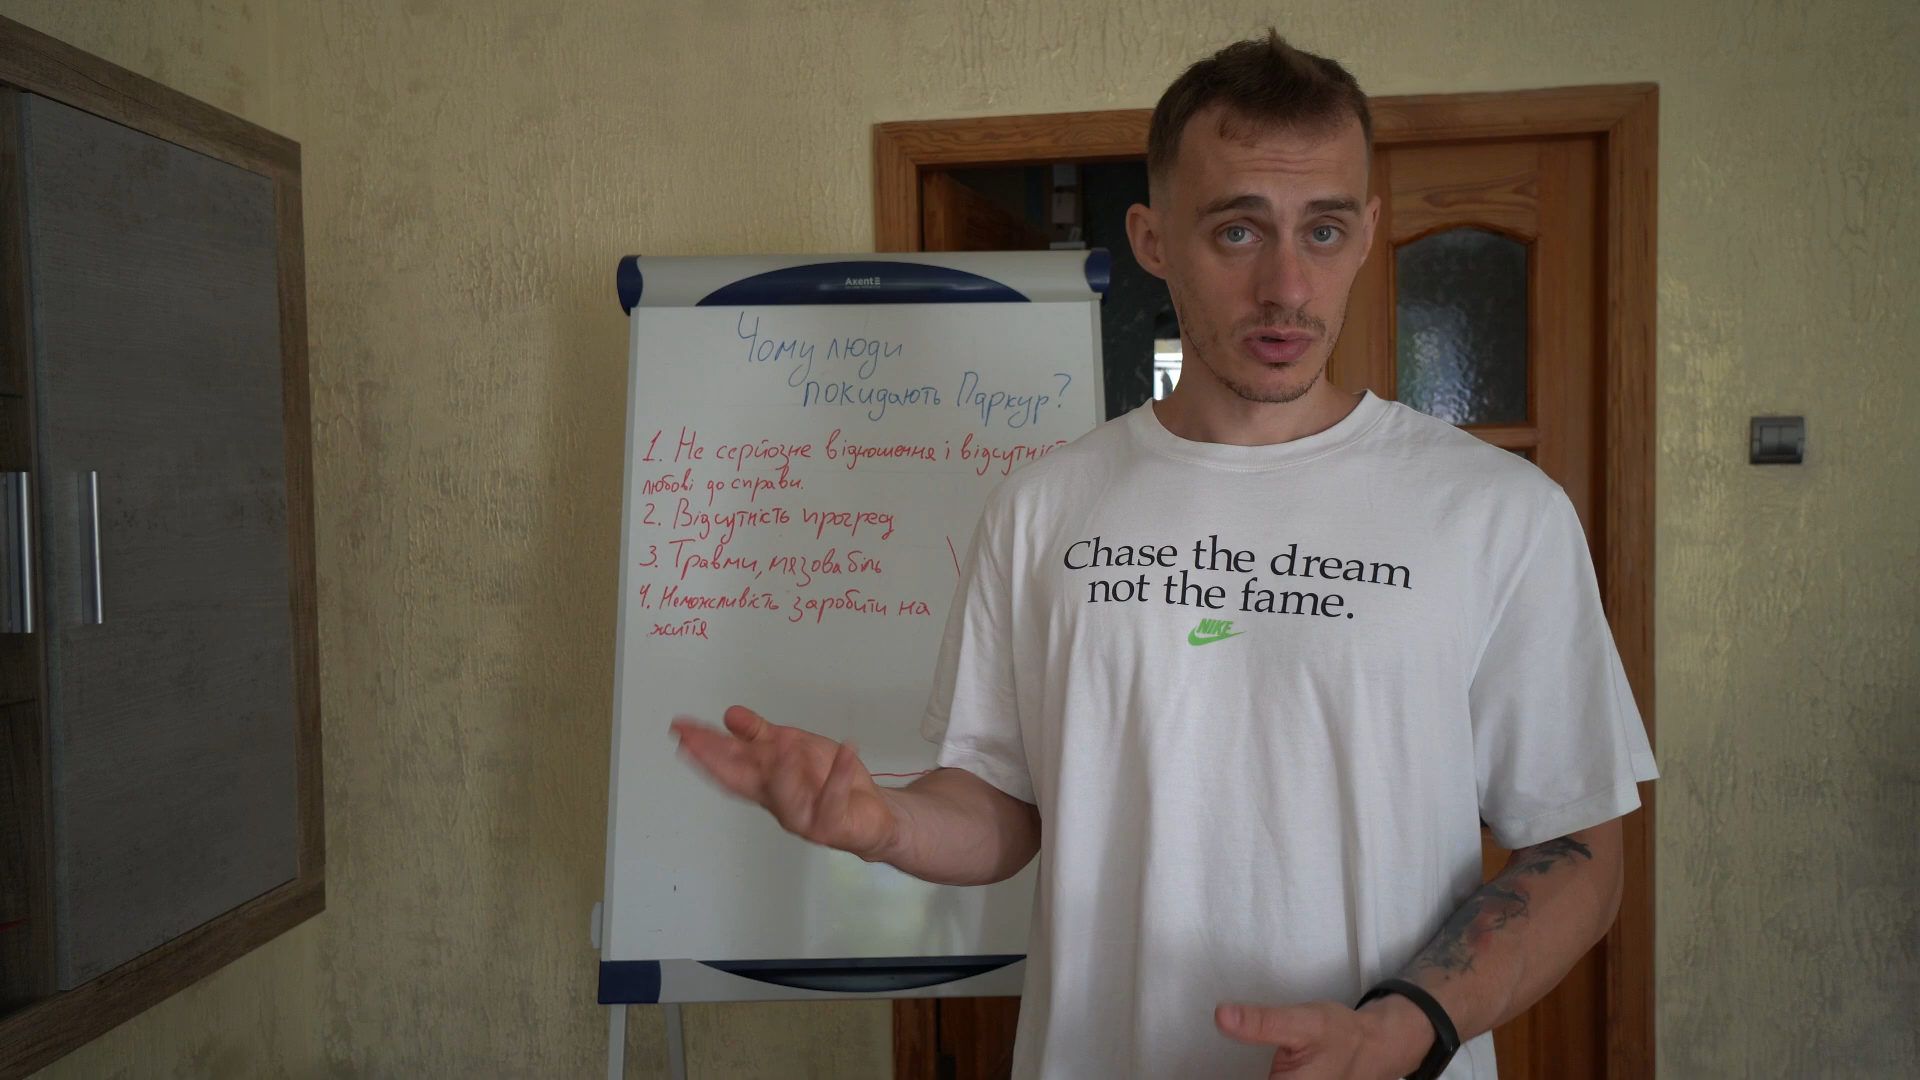 Axent
Чому люди
покидають Паркур?
1. Не серйозне відношення і відсутність
любові до справи.
2. Відсутність прогресу
3. Травми, мязова біль
4. Неможливість заробити на
життя
Chase the dream
not the fame.
NIKE